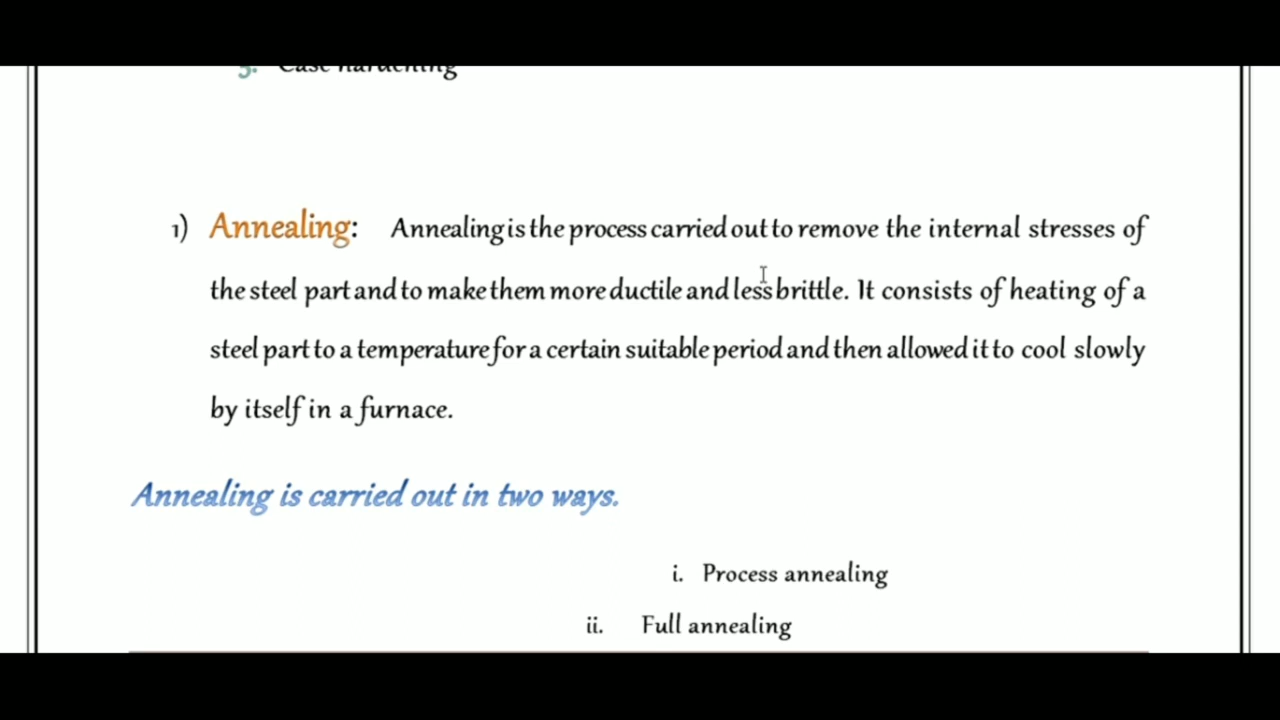 5. Case hardening
1) Annealing: Annealing is the process carried out to remove the internal stresses of
the steel part and to make them more ductile and less brittle. It consists of heating of a
steel part to a temperature for a certain suitable period and then allowed it to cool slowly
by itself in a furnace.
Annealing is carried out in two ways.
i. Process annealing
ii. Full annealing